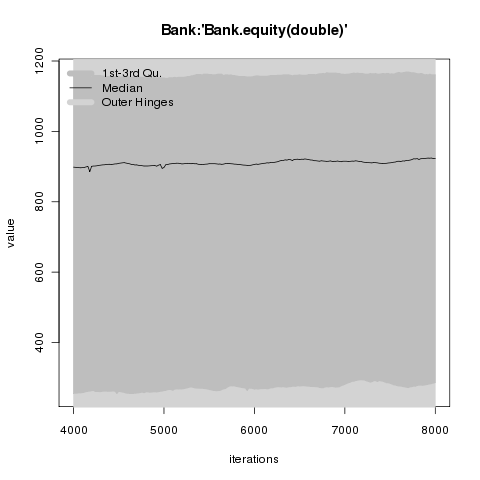 Bank:'Bank.equity(double)'
1st-3rd Qu.
Median
Outer Hinges
1200
1000
800
600
400
value
4000 5000 6000 7000 8000
iterations